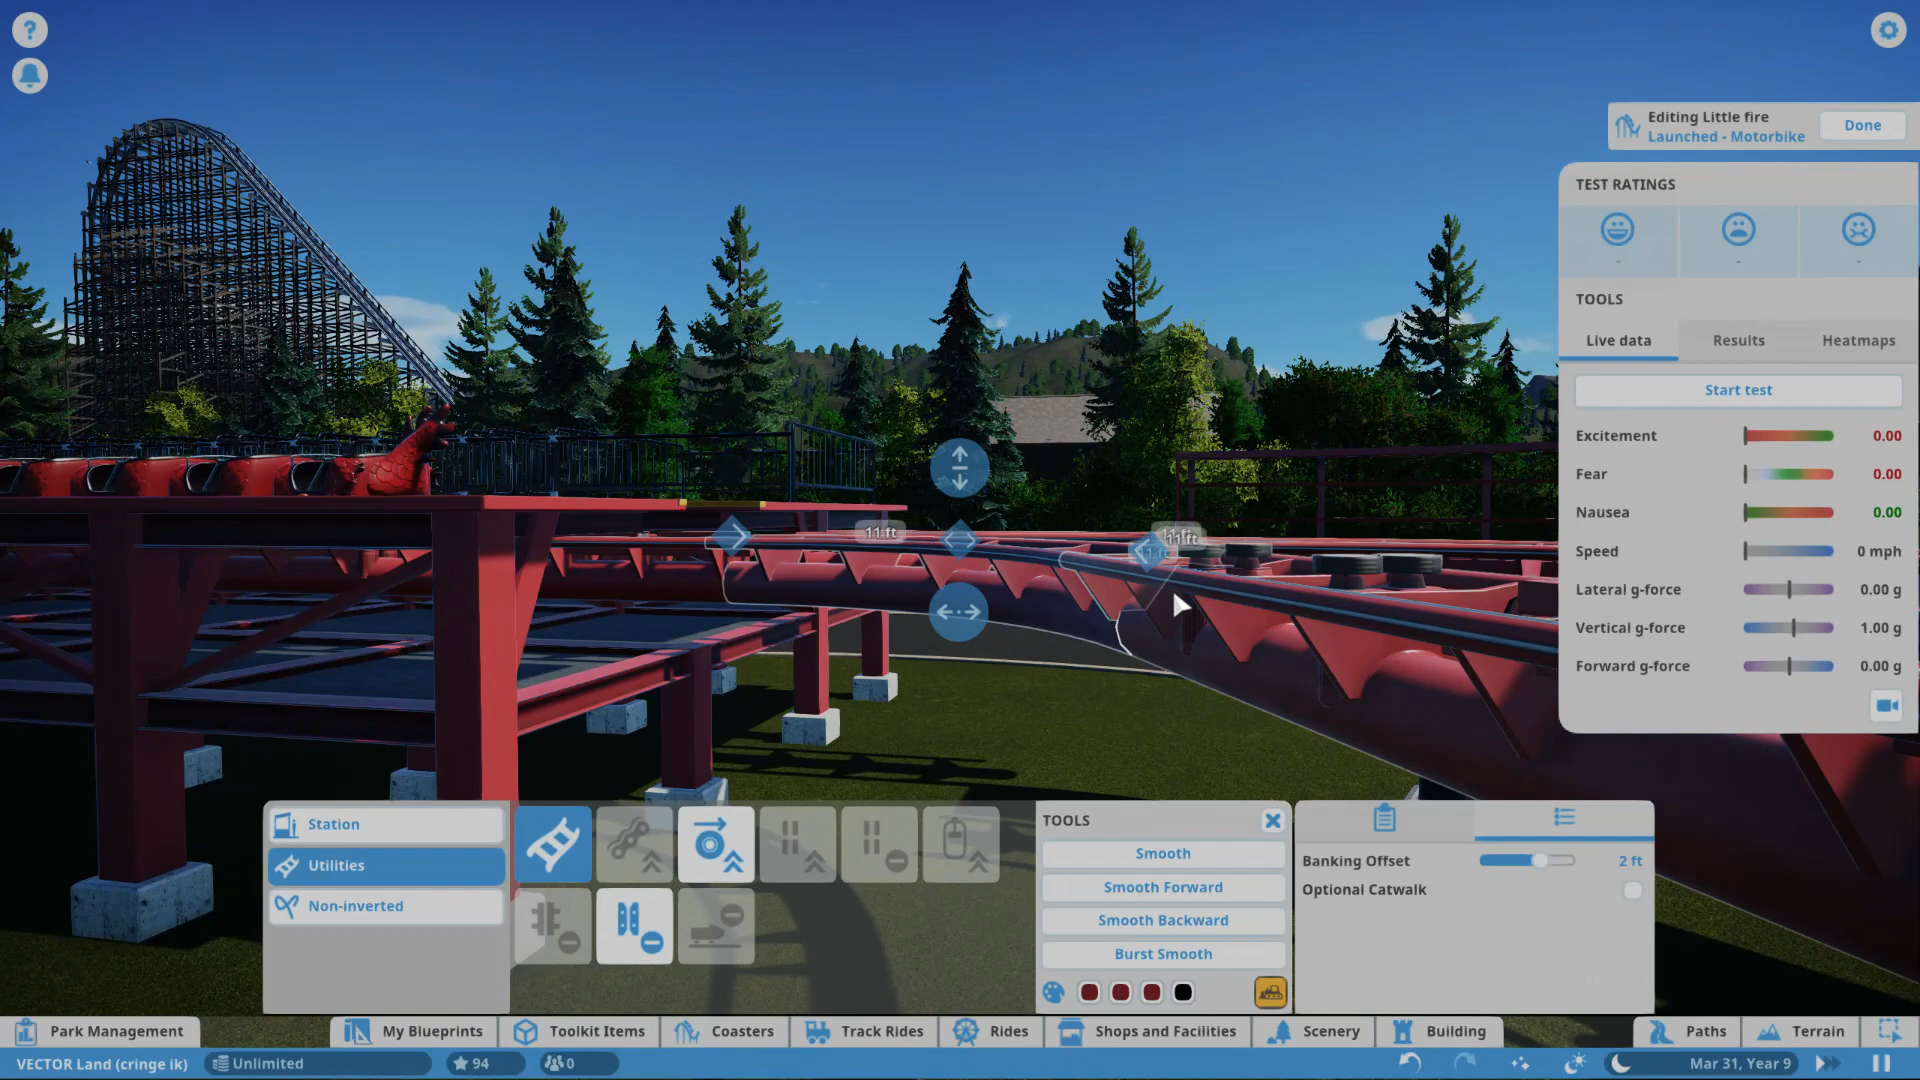 ?
Editing Little fire
Launched - Motorbike
Done
TEST RATINGS
-
-
-
TOOLS
Live data
Results
Heatmaps
Start test
Excitement
0.00
Fear
0.00
Nausea
0.00
Speed
0 mph
Lateral g-force
0.00 g
Vertical g-force
1.00 g
Forward g-force
0.00 g
11 ft
11 ft
11 ft
Station
Utilities
Non-inverted
TOOLS
Smooth
Smooth Forward
Smooth Backward
Burst Smooth
Banking Offset
2 ft
Optional Catwalk
Park Management
My Blueprints
Toolkit Items
Coasters
Track Rides
Rides
Shops and Facilities
Scenery
Building
Paths
Terrain
VECTOR Land (cringe ik)
Unlimited
94
0
Mar 31, Year 9